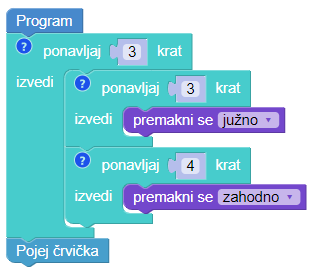 Program
? ponavljaj 3 krat
izvedi ? ponavljaj 3 krat
izvedi premakni se južno
? ponavljaj 4 krat
izvedi premakni se zahodno
Pojej črvička